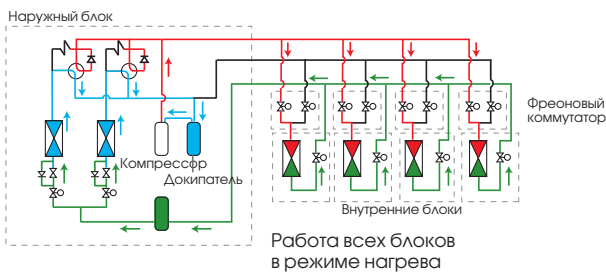 Наружный блок
Фреоновый
коммутатор
Компрессор
Докипатель
Внутренние блоки
Работа всех блоков
в режиме нагрева